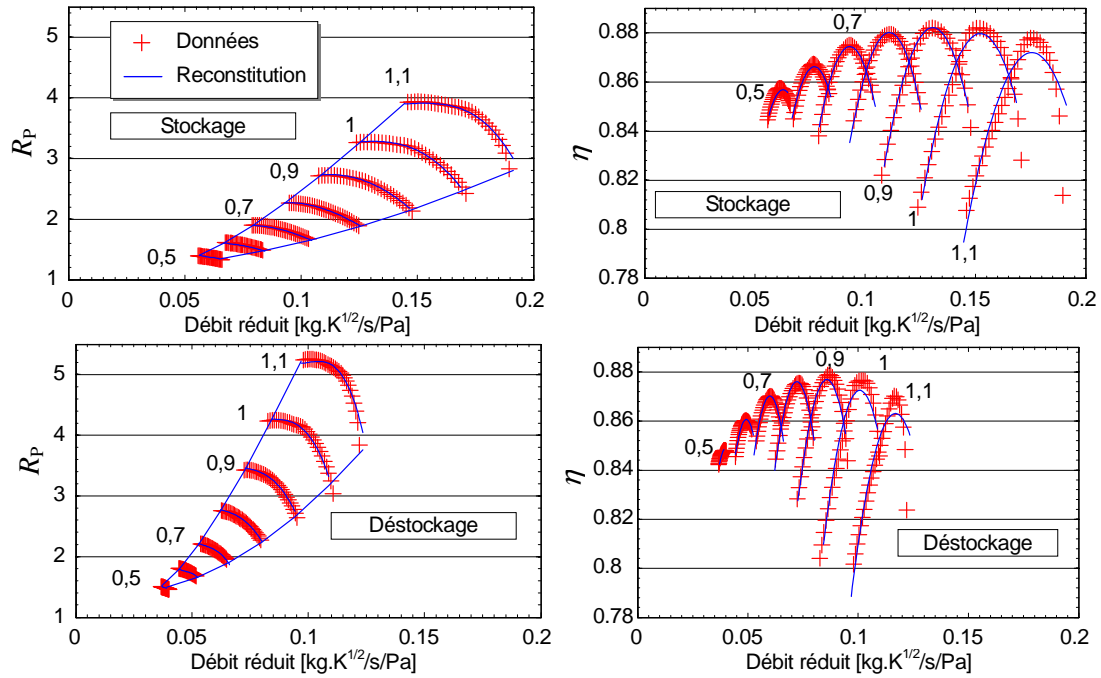 5
4
3
2
1
R_P
Données
Reconstitution
Stockage
1,1
1
0,9
0,7
0,5
0 0.05 0.1 0.15 0.2
Débit réduit [kg.K^1/2/s/Pa]
0.88
0.86
0.84
0.82
0.8
0.78
η
0,5
0,7
0,9
1
1,1
Stockage
0 0.05 0.1 0.15 0.2
Débit réduit [kg.K^1/2/s/Pa]
5
4
3
2
1
R_P
1,1
1
0,9
0,7
0,5
Déstockage
0 0.05 0.1 0.15 0.2
Débit réduit [kg.K^1/2/s/Pa]
0.88
0.86
0.84
0.82
0.8
0.78
η
0,5
0,7
0,9
1
1,1
Déstockage
0 0.05 0.1 0.15 0.2
Débit réduit [kg.K^1/2/s/Pa]